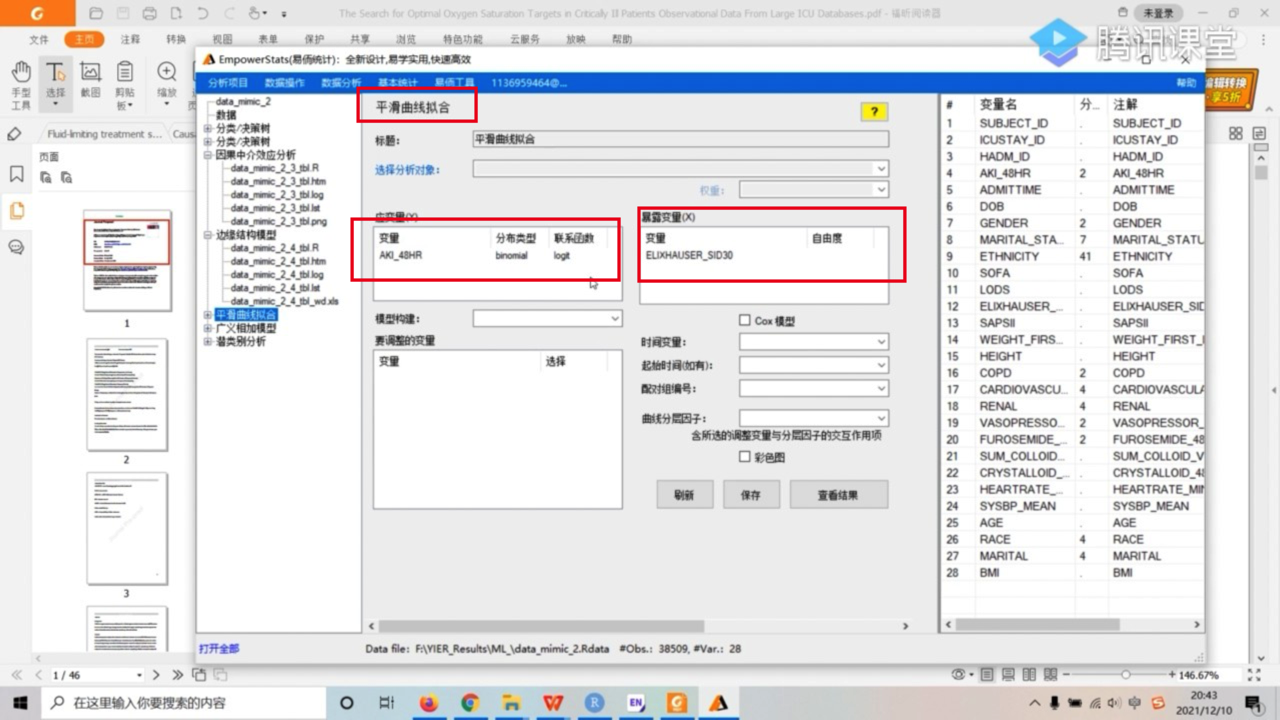 The Search for Optimal Oxygen Saturation Targets in Critically Ill Patients Observational Data From Large ICU Databases.pdf - 福昕阅读器
未登录
文件 主页 注释 转换 视图 表单 保护 共享 浏览 特色功能 云服务 放映 帮助
腾讯课堂
手型工具
选择
截图
剪贴板
缩放
编辑转换
享5折
Fluid-limiting treatment s...
Causa
页面
1
2
3
EmpowerStats(易侕统计): 全新设计,易学实用,快速高效
分析项目 数据操作 数据分析 基本统计 易侕工具 1136959464@... 帮助
data_mimic_2
数据
分类/决策树
分类/决策树
因果中介效应分析
data_mimic_2_3_tbl.R
data_mimic_2_3_tbl.htm
data_mimic_2_3_tbl.log
data_mimic_2_3_tbl.lst
data_mimic_2_3_tbl.png
边缘结构模型
data_mimic_2_4_tbl.R
data_mimic_2_4_tbl.htm
data_mimic_2_4_tbl.log
data_mimic_2_4_tbl.lst
data_mimic_2_4_tbl_wd.xls
平滑曲线拟合
广义相加模型
潜类别分析
平滑曲线拟合
?
标题: 平滑曲线拟合
选择分析对象:
权重:
应变量(Y)
变量 分布类型 联系函数
AKI_48HR binomial logit
暴露变量(X)
变量 自由度
ELIXHAUSER_SID30
模型构建:
要调整的变量
变量 选择
Cox 模型
时间变量:
起始时间(如有):
配对组编号:
曲线分层因子:
含所选的调整变量与分层因子的交互作用项
彩色图
刷新 保存 查看结果
# 变量名 分... 注解
1 SUBJECT_ID . SUBJECT_ID
2 ICUSTAY_ID . ICUSTAY_ID
3 HADM_ID . HADM_ID
4 AKI_48HR 2 AKI_48HR
5 ADMITTIME . ADMITTIME
6 DOB . DOB
7 GENDER 2 GENDER
8 MARITAL_STA... 7 MARITAL_STATU
9 ETHNICITY 41 ETHNICITY
10 SOFA . SOFA
11 LODS . LODS
12 ELIXHAUSER_... . ELIXHAUSER_SID
13 SAPSII . SAPSII
14 WEIGHT_FIRS... . WEIGHT_FIRST_
15 HEIGHT . HEIGHT
16 COPD 2 COPD
17 CARDIOVASCU... 4 CARDIOVASCULA
18 RENAL 4 RENAL
19 VASOPRESSO... 2 VASOPRESSOR_
20 FUROSEMIDE_... 2 FUROSEMIDE_48
21 SUM_COLLOID... . SUM_COLLOID_V
22 CRYSTALLOID_... . CRYSTALLOID_48
23 HEARTRATE_... . HEARTRATE_MI
24 SYSBP_MEAN . SYSBP_MEAN
25 AGE . AGE
26 RACE 4 RACE
27 MARITAL 4 MARITAL
28 BMI . BMI
打开全部
Data file: F:\YIER_Results\ML_\data_mimic_2.Rdata #Obs.: 38509, #Var.: 28
1 / 46
146.67%
在这里输入你要搜索的内容
EN
20:43
2021/12/10
1